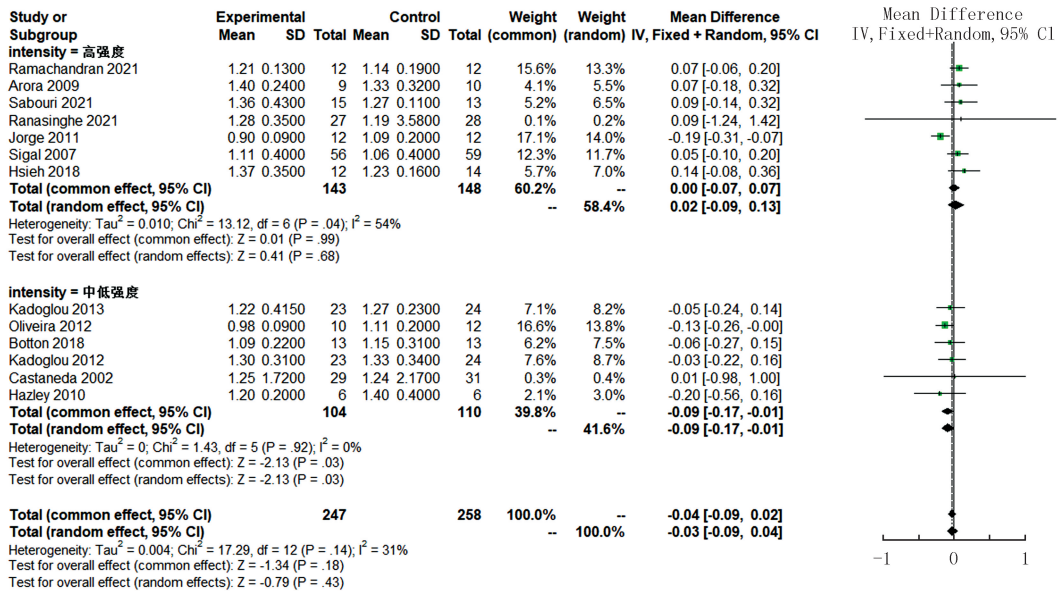 Study or Experimental Control Weight Weight Mean Difference Mean Difference
Subgroup Mean SD Total Mean SD Total (common) (random) IV, Fixed + Random, 95% CI IV,Fixed+Random,95% CI
intensity = 高强度
Ramachandran 2021 1.21 0.1300 12 1.14 0.1900 12 15.6% 13.3% 0.07 [-0.06, 0.20]
Arora 2009 1.40 0.2400 9 1.33 0.3200 10 4.1% 5.5% 0.07 [-0.18, 0.32]
Sabouri 2021 1.36 0.4300 15 1.27 0.1100 13 5.2% 6.5% 0.09 [-0.14, 0.32]
Ranasinghe 2021 1.28 0.3500 27 1.19 3.5800 28 0.1% 0.2% 0.09 [-1.24, 1.42]
Jorge 2011 0.90 0.0900 12 1.09 0.2000 12 17.1% 14.0% -0.19 [-0.31, -0.07]
Sigal 2007 1.11 0.4000 56 1.06 0.4000 59 12.3% 11.7% 0.05 [-0.10, 0.20]
Hsieh 2018 1.37 0.3500 12 1.23 0.1600 14 5.7% 7.0% 0.14 [-0.08, 0.36]
Total (common effect, 95% CI) 143 148 60.2% -- 0.00 [-0.07, 0.07]
Total (random effect, 95% CI) -- 58.4% 0.02 [-0.09, 0.13]
Heterogeneity: Tau² = 0.010; Chi² = 13.12, df = 6 (P = .04); I² = 54%
Test for overall effect (common effect): Z = 0.01 (P = .99)
Test for overall effect (random effects): Z = 0.41 (P = .68)
intensity = 中低强度
Kadoglou 2013 1.22 0.4150 23 1.27 0.2300 24 7.1% 8.2% -0.05 [-0.24, 0.14]
Oliveira 2012 0.98 0.0900 10 1.11 0.2000 12 16.6% 13.8% -0.13 [-0.26, -0.00]
Botton 2018 1.09 0.2200 13 1.15 0.3100 13 6.2% 7.5% -0.06 [-0.27, 0.15]
Kadoglou 2012 1.30 0.3100 23 1.33 0.3400 24 7.6% 8.7% -0.03 [-0.22, 0.16]
Castaneda 2002 1.25 1.7200 29 1.24 2.1700 31 0.3% 0.4% 0.01 [-0.98, 1.00]
Hazley 2010 1.20 0.2000 6 1.40 0.4000 6 2.1% 3.0% -0.20 [-0.56, 0.16]
Total (common effect, 95% CI) 104 110 39.8% -- -0.09 [-0.17, -0.01]
Total (random effect, 95% CI) -- 41.6% -0.09 [-0.17, -0.01]
Heterogeneity: Tau² = 0; Chi² = 1.43, df = 5 (P = .92); I² = 0%
Test for overall effect (common effect): Z = -2.13 (P = .03)
Test for overall effect (random effects): Z = -2.13 (P = .03)
Total (common effect, 95% CI) 247 258 100.0% -- -0.04 [-0.09, 0.02]
Total (random effect, 95% CI) -- 100.0% -0.03 [-0.09, 0.04]
Heterogeneity: Tau² = 0.004; Chi² = 17.29, df = 12 (P = .14); I² = 31%
Test for overall effect (common effect): Z = -1.34 (P = .18)
Test for overall effect (random effects): Z = -0.79 (P = .43)
-1 0 1